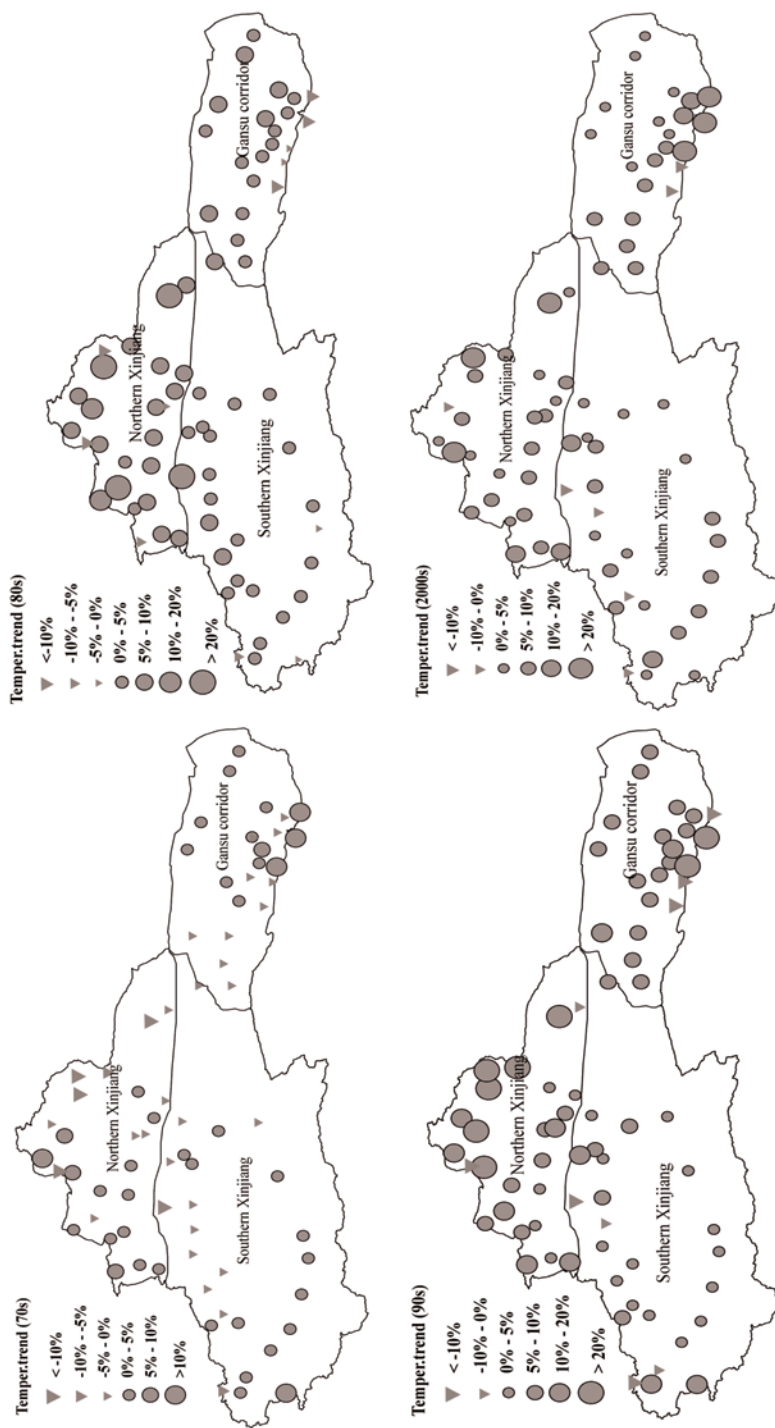 Temper.trend (70s)
< -10%
-10% - -5%
-5% - 0%
0% - 5%
5% - 10%
>10%
Northern Xinjiang
Southern Xinjiang
Gansu corridor
Temper.trend (80s)
<-10%
-10% - -5%
-5% - 0%
0% - 5%
5% - 10%
10% - 20%
> 20%
Northern Xinjiang
Southern Xinjiang
Gansu corridor
Temper.trend (90s)
< -10%
-10% - 0%
0% - 5%
5% - 10%
10% - 20%
> 20%
Northern Xinjiang
Southern Xinjiang
Gansu corridor
Temper.trend (2000s)
< -10%
-10% - 0%
0% - 5%
5% - 10%
10% - 20%
> 20%
Northern Xinjiang
Southern Xinjiang
Gansu corridor